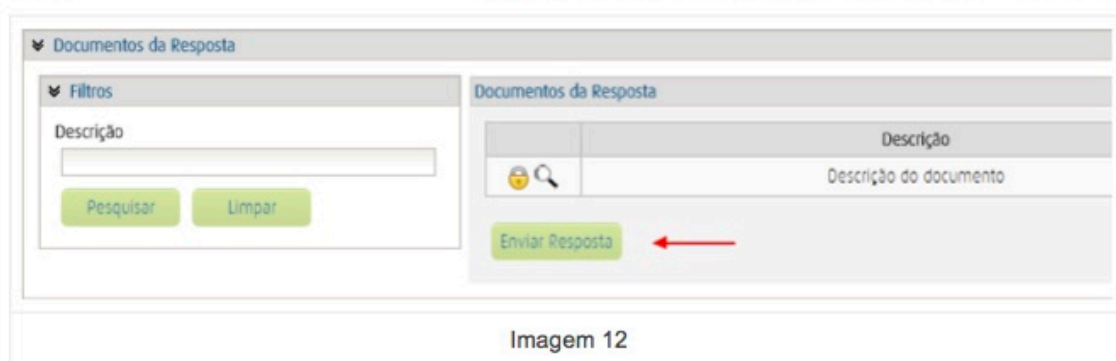 Documentos da Resposta
Filtros
Descrição
Pesquisar
Limpar
Documentos da Resposta
Descrição
Descrição do documento
Enviar Resposta
Imagem 12